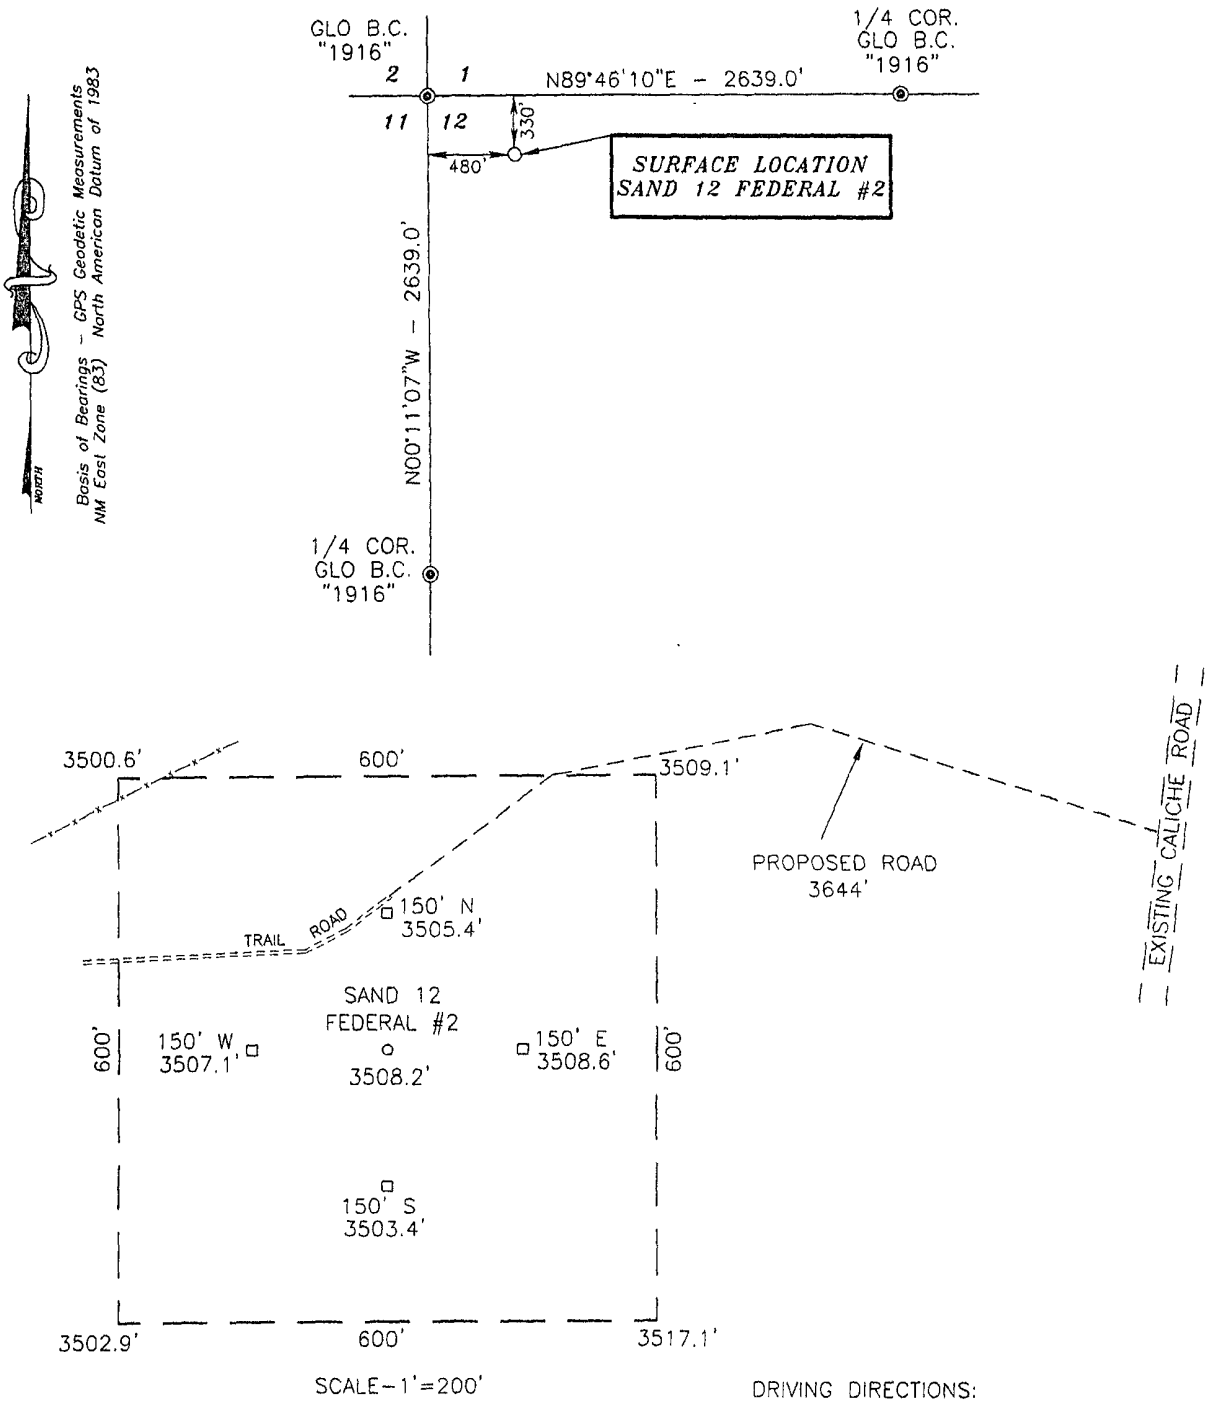 GLO B.C.
"1916"
1/4 COR.
GLO B.C.
"1916"
2
1
N89°46'10"E - 2639.0'
11
12
330'
480'
SURFACE LOCATION
SAND 12 FEDERAL #2
Basis of Bearings - GPS Geodetic Measurements
NM East Zone (83) North American Datum of 1983
NORTH
N00°11'07"W - 2639.0'
1/4 COR.
GLO B.C.
"1916"
3500.6'
600'
3509.1'
EXISTING CALICHE ROAD
PROPOSED ROAD
3644'
150' N
3505.4'
TRAIL ROAD
SAND 12
FEDERAL #2
3508.2'
600'
150' W
3507.1'
150' E
3508.6'
600'
150' S
3503.4'
3502.9'
600'
3517.1'
SCALE-1'=200'
DRIVING DIRECTIONS: